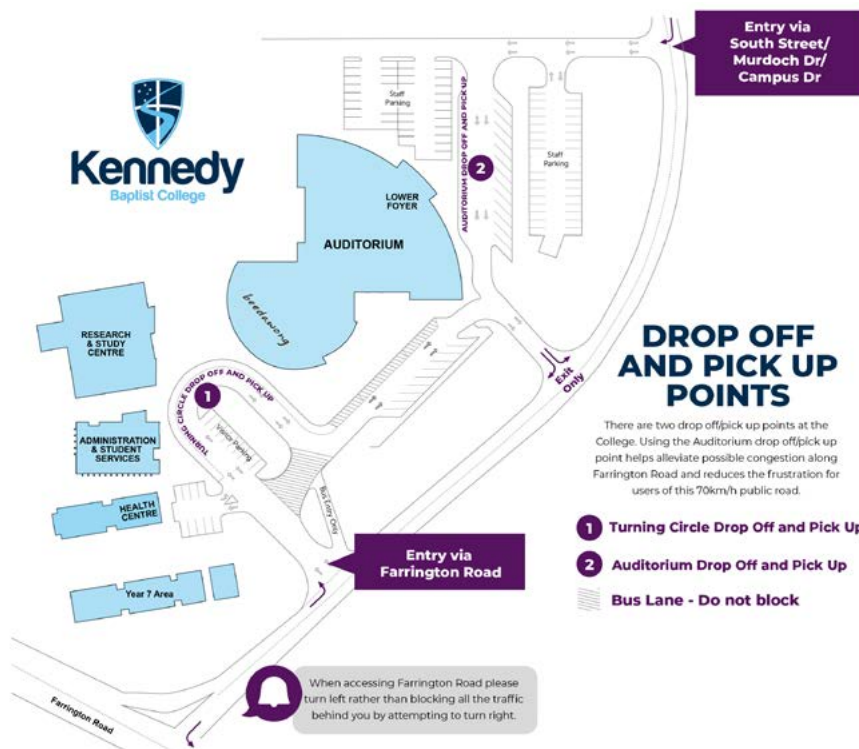 Entry via
South Street/
Murdoch Dr/
Campus Dr
Kennedy
Baptist College
Staff
Parking
AUDITORIUM DROP OFF AND PICK UP
2
Staff
Parking
LOWER
FOYER
AUDITORIUM
beedawong
RESEARCH
& STUDY
CENTRE
1
TURNING CIRCLE DROP OFF AND PICK UP
Visitor Parking
Exit
Only
ADMINISTRATION
& STUDENT
SERVICES
HEALTH
CENTRE
Bus Entry Only
Year 7 Area
Entry via
Farrington Road
DROP OFF
AND PICK UP
POINTS
There are two drop off/pick up points at the
College. Using the Auditorium drop off/pick up
point helps alleviate possible congestion along
Farrington Road and reduces the frustration for
users of this 70km/h public road.
1 Turning Circle Drop Off and Pick Up
2 Auditorium Drop Off and Pick Up
Bus Lane - Do not block
When accessing Farrington Road please
turn left rather than blocking all the traffic
behind you by attempting to turn right.
Farrington Road